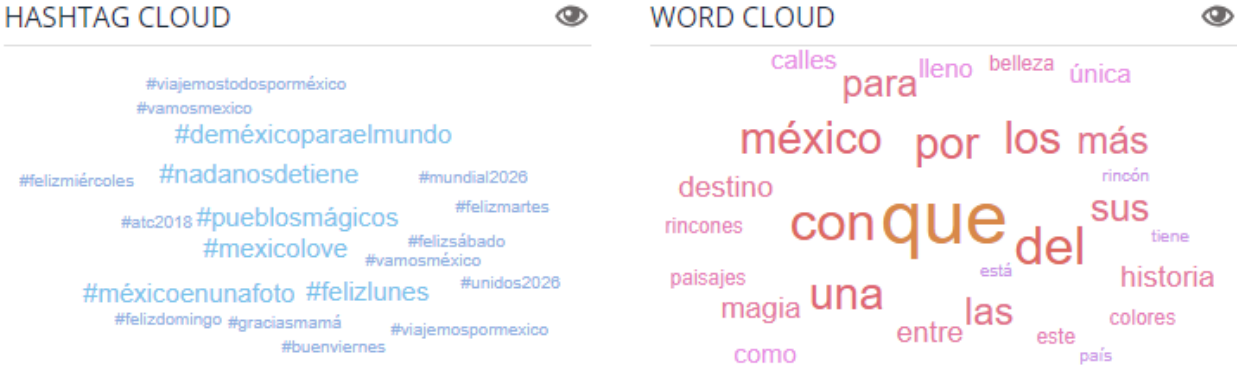 HASHTAG CLOUD
#viajemostodosporméxico
#vamosmexico
#deméxicoparaelmundo
#nadanosdetiene
#felizmiércoles
#mundial2026
#atc2018
#pueblosmágicos
#felizmartes
#mexicolove
#felizsábado
#vamosméxico
#méxicoenunafoto
#felizlunes
#unidos2026
#felizdomingo
#graciasmamá
#viajemospormexico
#buenviernes
WORD CLOUD
calles
para
lleno
belleza
única
méxico
por
los
más
destino
rincón
rincones
con
que
del
sus
tiene
paisajes
está
historia
magia
una
las
entre
este
colores
como
país